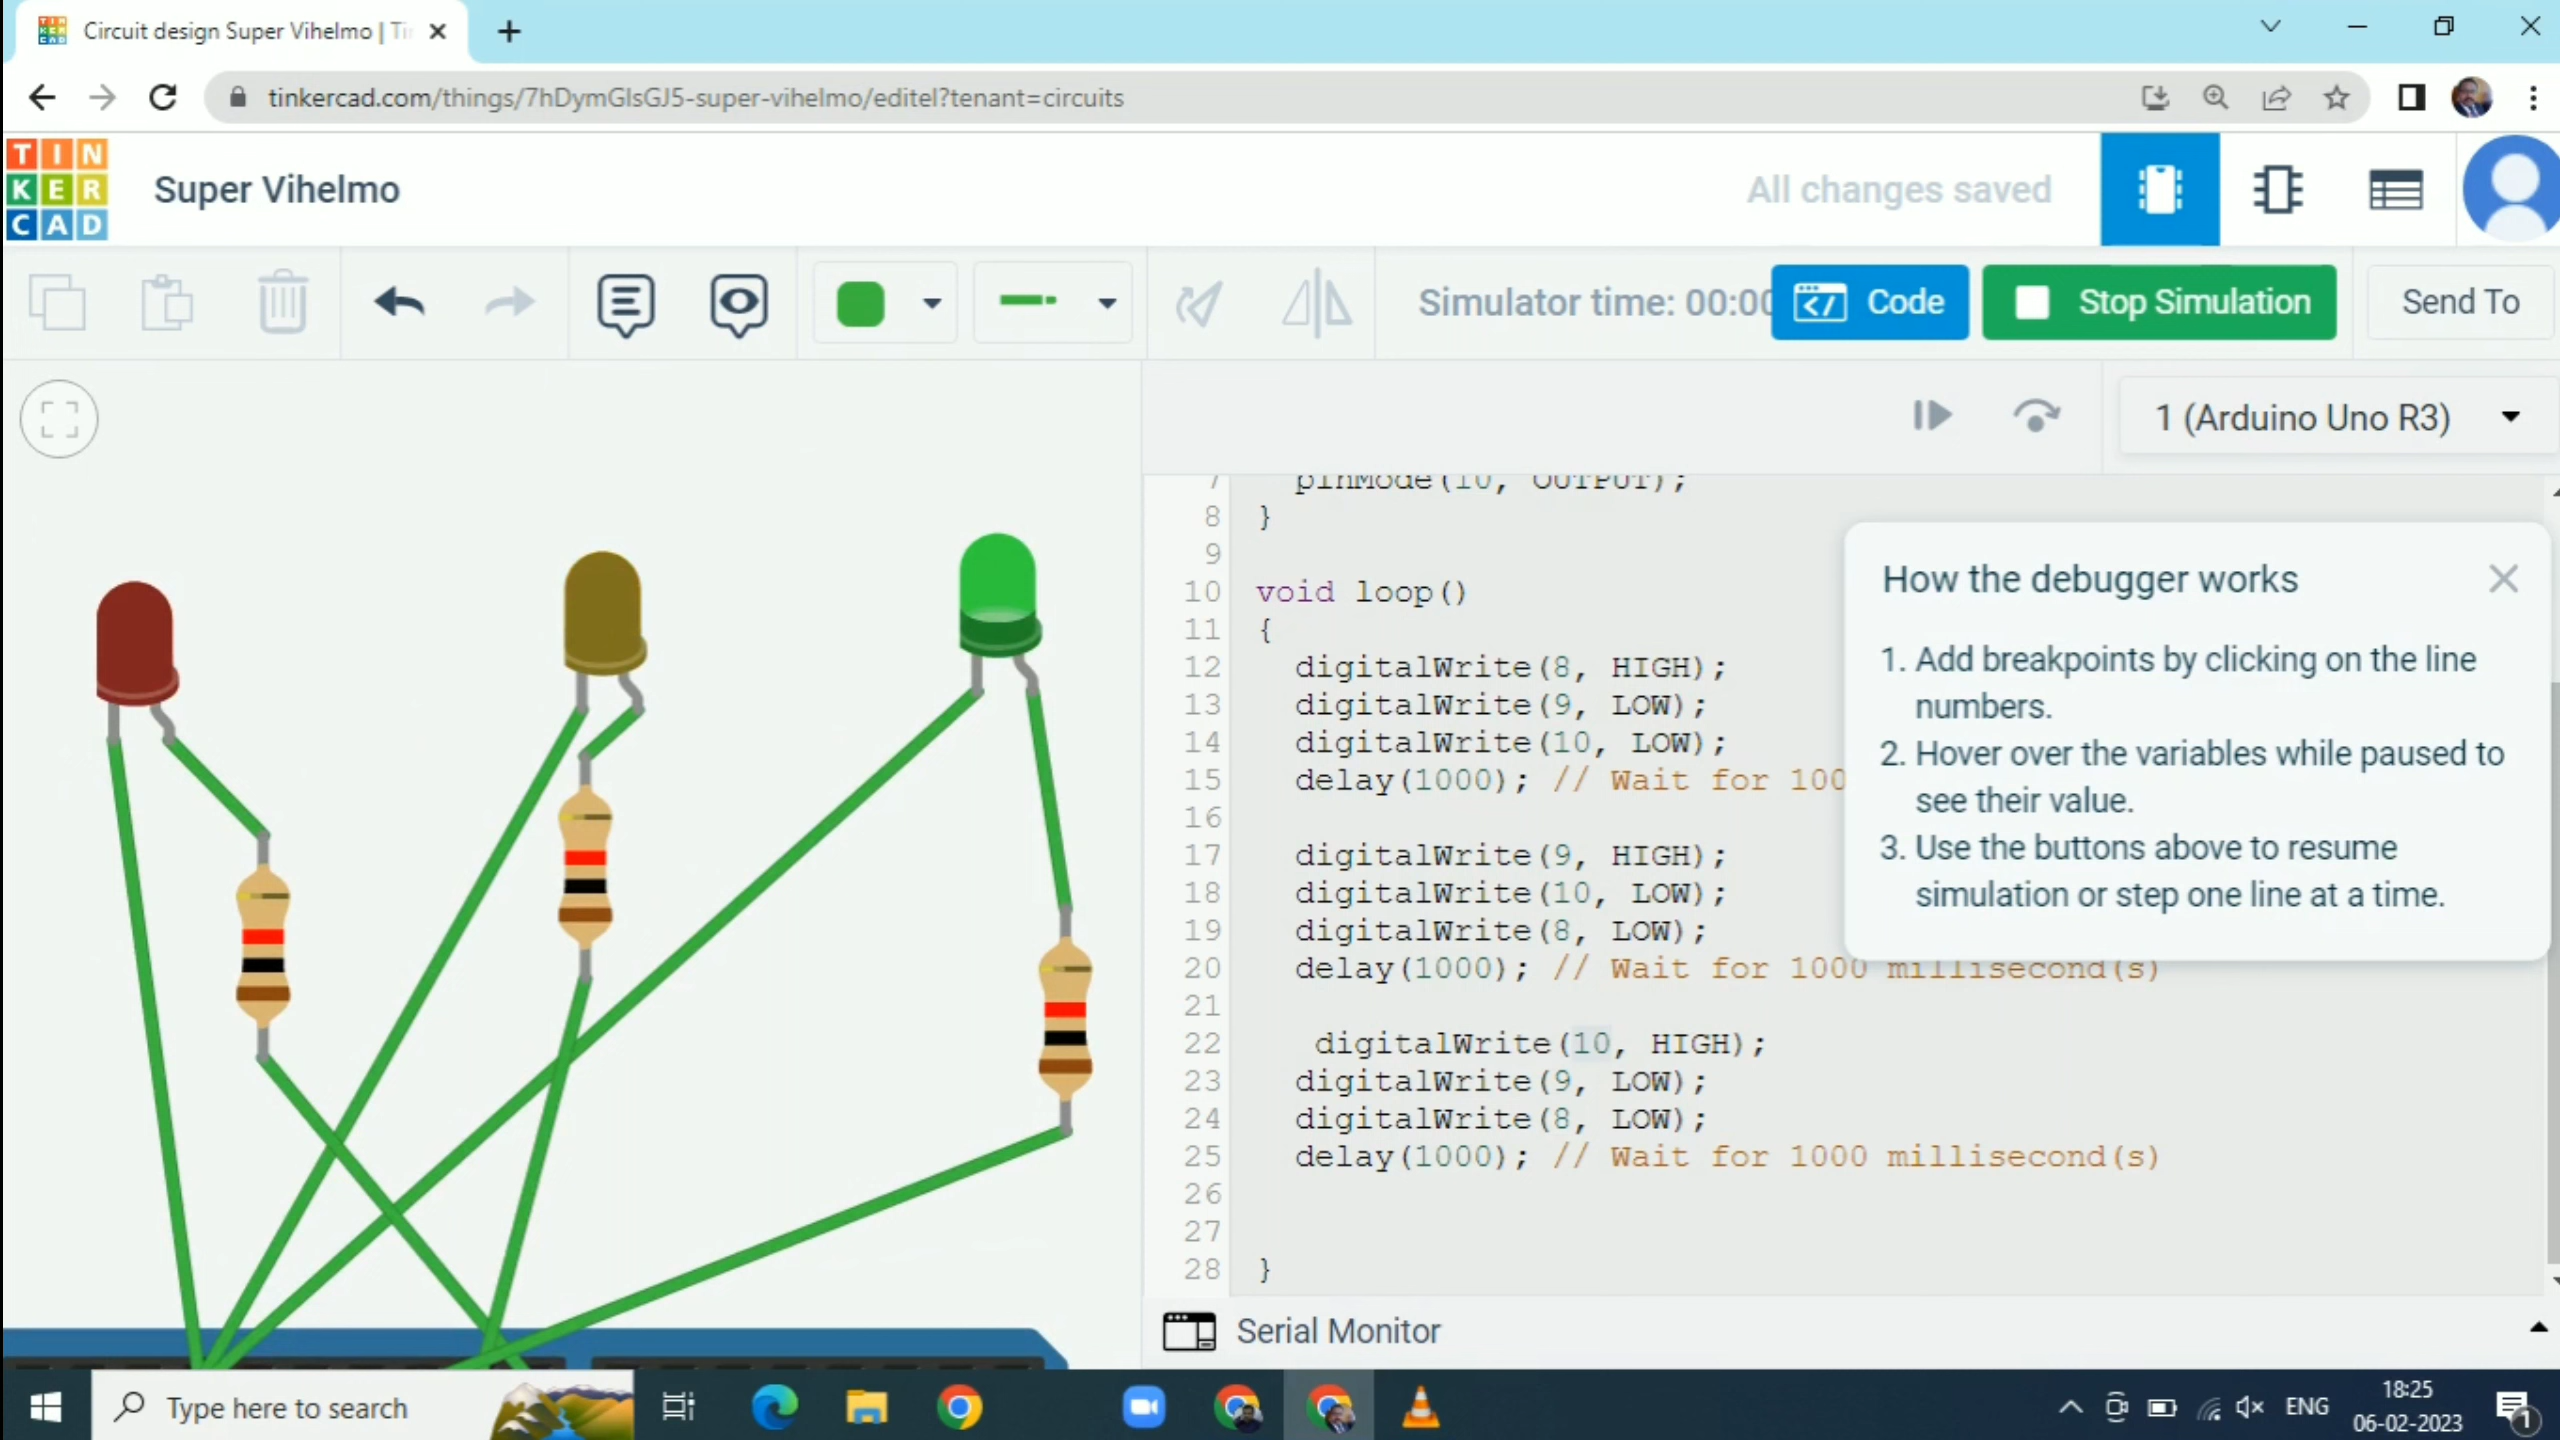 Circuit design Super Vihelmo | Ti
tinkercad.com/things/7hDymGlsGJ5-super-vihelmo/editel?tenant=circuits
TIN
KER
CAD
Super Vihelmo
All changes saved
Simulator time: 00:00
Code
Stop Simulation
Send To
1 (Arduino Uno R3)
7 pinMode(10, OUTPUT);
8 }
9
10 void loop()
11 {
12 digitalWrite(8, HIGH);
13 digitalWrite(9, LOW);
14 digitalWrite(10, LOW);
15 delay(1000); // Wait for 100
16
17 digitalWrite(9, HIGH);
18 digitalWrite(10, LOW);
19 digitalWrite(8, LOW);
20 delay(1000); // Wait for 1000 millisecond(s)
21
22 digitalWrite(10, HIGH);
23 digitalWrite(9, LOW);
24 digitalWrite(8, LOW);
25 delay(1000); // Wait for 1000 millisecond(s)
26
27
28 }
How the debugger works
1. Add breakpoints by clicking on the line
numbers.
2. Hover over the variables while paused to
see their value.
3. Use the buttons above to resume
simulation or step one line at a time.
Serial Monitor
Type here to search
ENG
18:25
06-02-2023
1